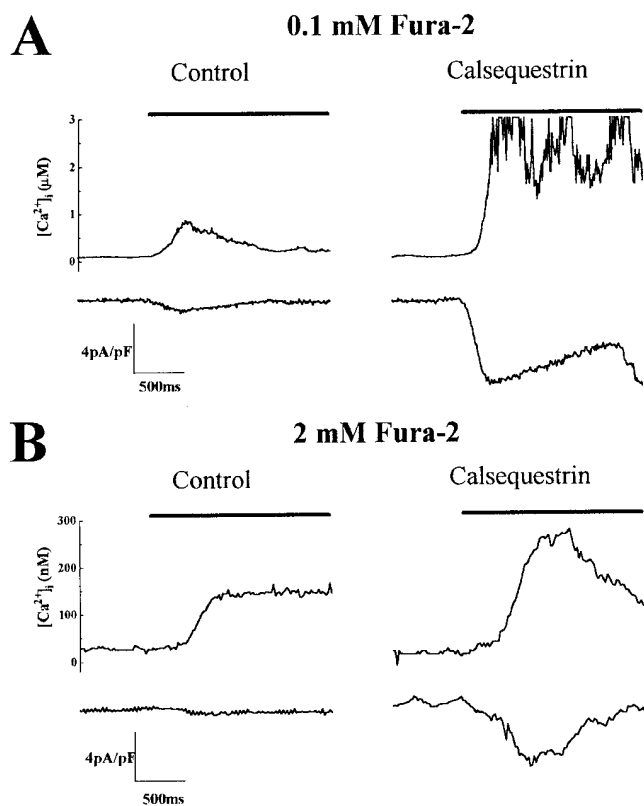 A
0.1 mM Fura-2
Control
Calsequestrin
3
2
1
0
[Ca²⁺]ᵢ (μM)
4pA/pF
500ms
B
2 mM Fura-2
Control
Calsequestrin
300
200
100
0
[Ca²⁺]ᵢ (nM)
4pA/pF
500ms